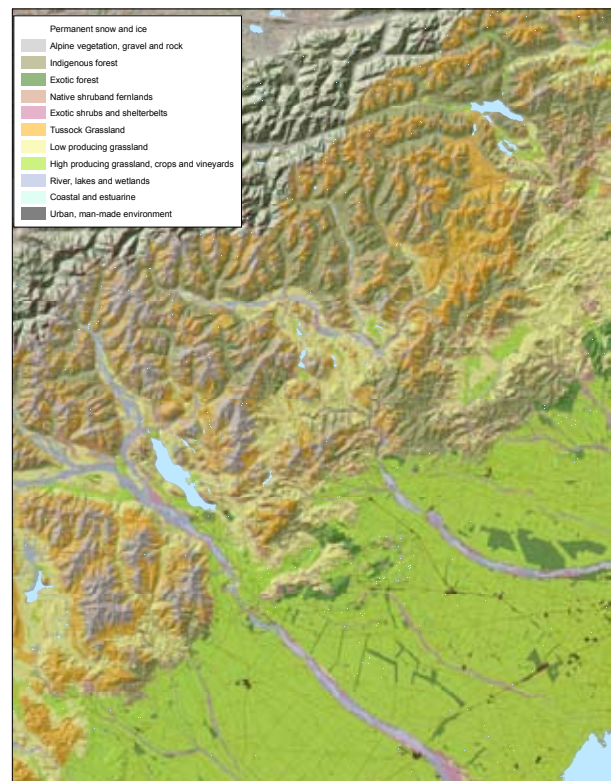 Permanent snow and ice
Alpine vegetation, gravel and rock
Indigenous forest
Exotic forest
Native shruband fernlands
Exotic shrubs and shelterbelts
Tussock Grassland
Low producing grassland
High producing grassland, crops and vineyards
River, lakes and wetlands
Coastal and estuarine
Urban, man-made environment